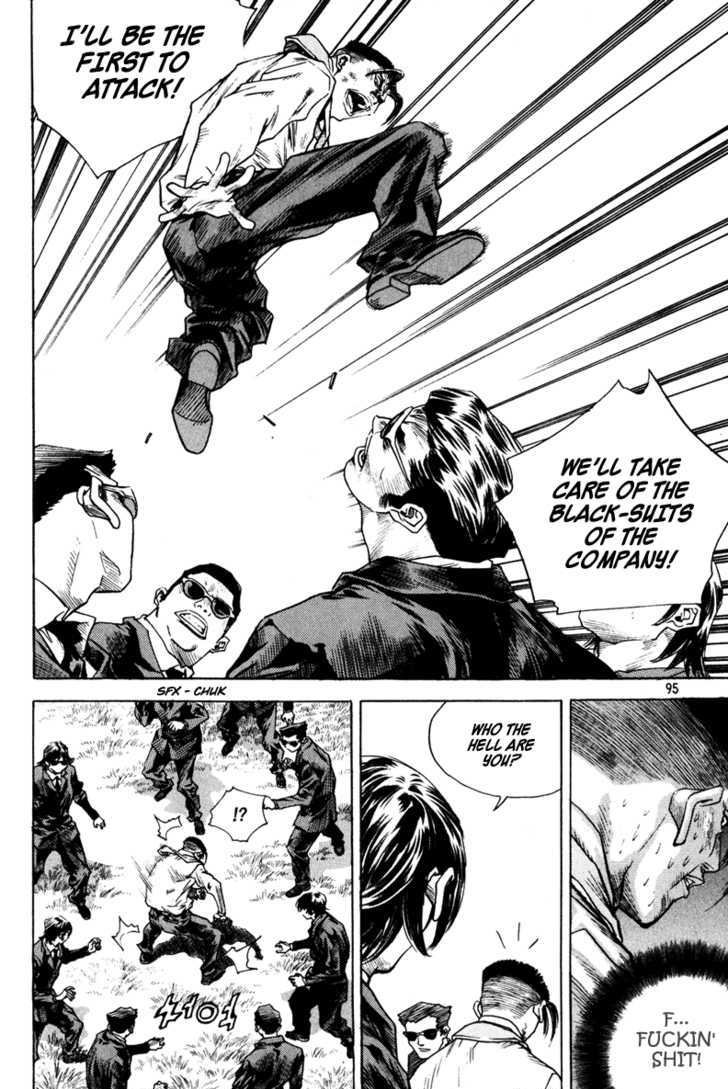 I'LL BE THE
FIRST TO
ATTACK!
WE'LL TAKE
CARE OF THE
BLACK-SUITS
OF THE
COMPANY!
SFX - CHUK
95
!?
WHO THE
HELL ARE
YOU?
F...
FUCKIN'
SHIT!